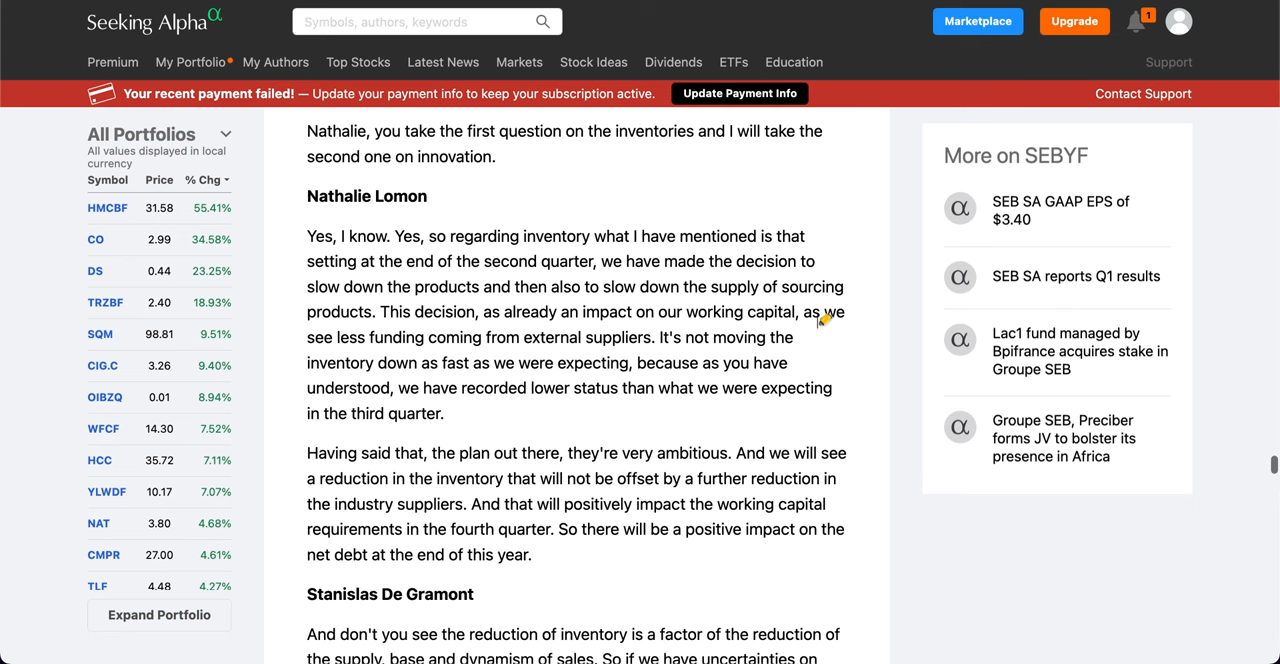 Seeking Alpha α
Symbols, authors, keywords
Marketplace
Upgrade
1
Premium
My Portfolio
My Authors
Top Stocks
Latest News
Markets
Stock Ideas
Dividends
ETFs
Education
Support
Your recent payment failed! — Update your payment info to keep your subscription active.
Update Payment Info
Contact Support
All Portfolios
All values displayed in local
currency
Symbol Price % Chg
HMCBF 31.58 55.41%
CO 2.99 34.58%
DS 0.44 23.25%
TRZBF 2.40 18.93%
SQM 98.81 9.51%
CIG.C 3.26 9.40%
OIBZQ 0.01 8.94%
WFCF 14.30 7.52%
HCC 35.72 7.11%
YLWDF 10.17 7.07%
NAT 3.80 4.68%
CMPR 27.00 4.61%
TLF 4.48 4.27%
Expand Portfolio
Nathalie, you take the first question on the inventories and I will take the
second one on innovation.
Nathalie Lomon
Yes, I know. Yes, so regarding inventory what I have mentioned is that
setting at the end of the second quarter, we have made the decision to
slow down the products and then also to slow down the supply of sourcing
products. This decision, as already an impact on our working capital, as we
see less funding coming from external suppliers. It's not moving the
inventory down as fast as we were expecting, because as you have
understood, we have recorded lower status than what we were expecting
in the third quarter.
Having said that, the plan out there, they're very ambitious. And we will see
a reduction in the inventory that will not be offset by a further reduction in
the industry suppliers. And that will positively impact the working capital
requirements in the fourth quarter. So there will be a positive impact on the
net debt at the end of this year.
Stanislas De Gramont
And don't you see the reduction of inventory is a factor of the reduction of
the supply, base and dynamism of sales. So if we have uncertainties on
More on SEBYF
α
SEB SA GAAP EPS of
$3.40
α
SEB SA reports Q1 results
α
Lac1 fund managed by
Bpifrance acquires stake in
Groupe SEB
α
Groupe SEB, Preciber
forms JV to bolster its
presence in Africa